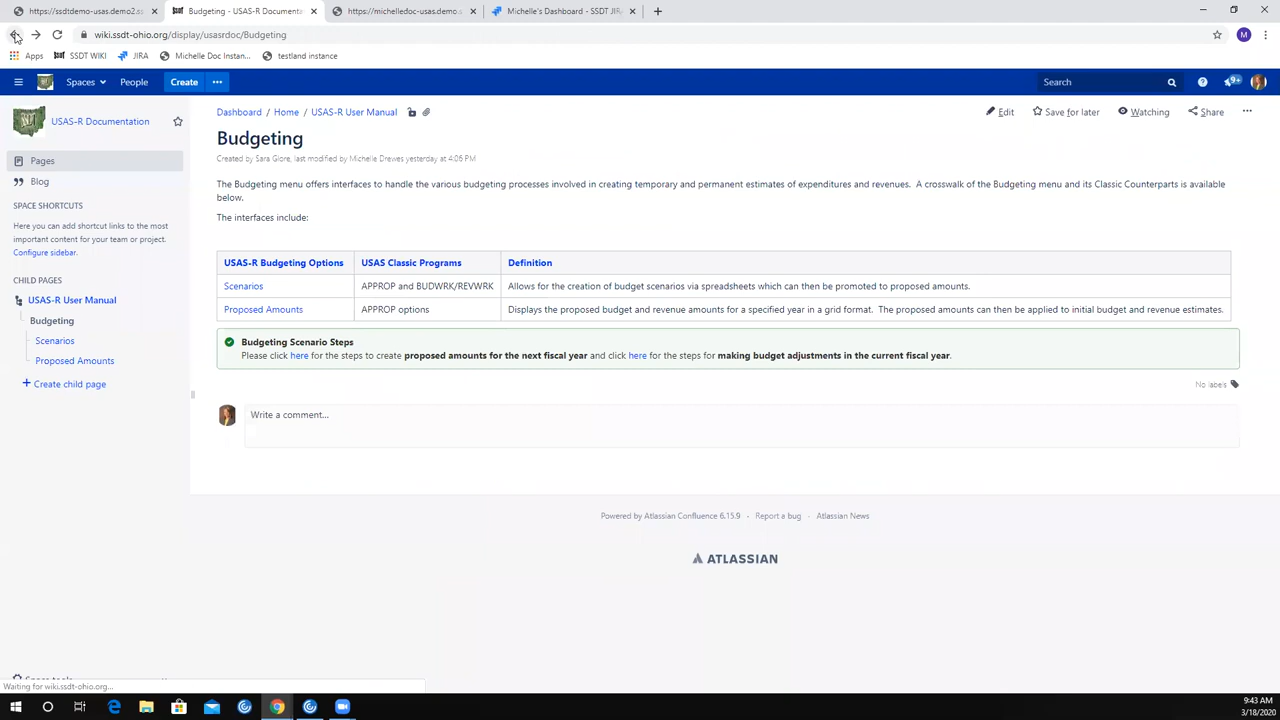 https://ssdtdemo-usas.demo2.ss
Budgeting - USAS-R Documenta
https://michelledoc-usas.demo.s
Michelle's Dashboard - SSDT JIRA
wiki.ssdt-ohio.org/display/usasrdoc/Budgeting
M
Apps
SSDT WIKI
JIRA
Michelle Doc Instan...
testland instance
Spaces
People
Create
Search
9+
USAS-R Documentation
Pages
Blog
SPACE SHORTCUTS
Here you can add shortcut links to the most
important content for your team or project.
Configure sidebar.
CHILD PAGES
USAS-R User Manual
Budgeting
Scenarios
Proposed Amounts
+ Create child page
Dashboard / Home / USAS-R User Manual
Edit
Save for later
Watching
Share
Budgeting
Created by Sara Glore, last modified by Michelle Drewes yesterday at 4:06 PM
The Budgeting menu offers interfaces to handle the various budgeting processes involved in creating temporary and permanent estimates of expenditures and revenues. A crosswalk of the Budgeting menu and its Classic Counterparts is available
below.
The interfaces include:
USAS-R Budgeting Options USAS Classic Programs Definition
Scenarios APPROP and BUDWRK/REVWRK Allows for the creation of budget scenarios via spreadsheets which can then be promoted to proposed amounts.
Proposed Amounts APPROP options Displays the proposed budget and revenue amounts for a specified year in a grid format. The proposed amounts can then be applied to initial budget and revenue estimates.
Budgeting Scenario Steps
Please click here for the steps to create proposed amounts for the next fiscal year and click here for the steps for making budget adjustments in the current fiscal year.
No labels
Write a comment...
Powered by Atlassian Confluence 6.15.9 · Report a bug · Atlassian News
ATLASSIAN
Waiting for wiki.ssdt-ohio.org...
9:43 AM
3/18/2020